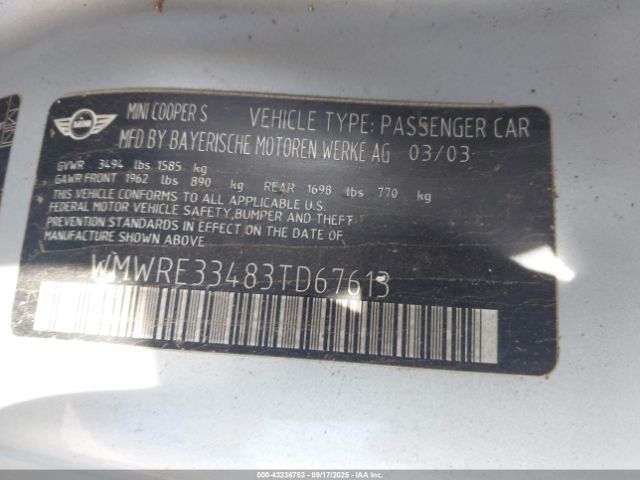 MINI
MINI COOPER S VEHICLE TYPE: PASSENGER CAR
MFD BY BAYERISCHE MOTOREN WERKE AG 03/03
GVWR 3494 lbs 1585 kg
GAWR FRONT 1962 lbs 890 kg REAR 1698 lbs 770 kg
THIS VEHICLE CONFORMS TO ALL APPLICABLE U.S.
FEDERAL MOTOR VEHICLE SAFETY, BUMPER AND THEFT
PREVENTION STANDARDS IN EFFECT ON THE DATE OF
MANUFACTURE SHOWN ABOVE
WMWRE33483TD67613
000-43238753 - 09/17/2025 - IAAI.COM